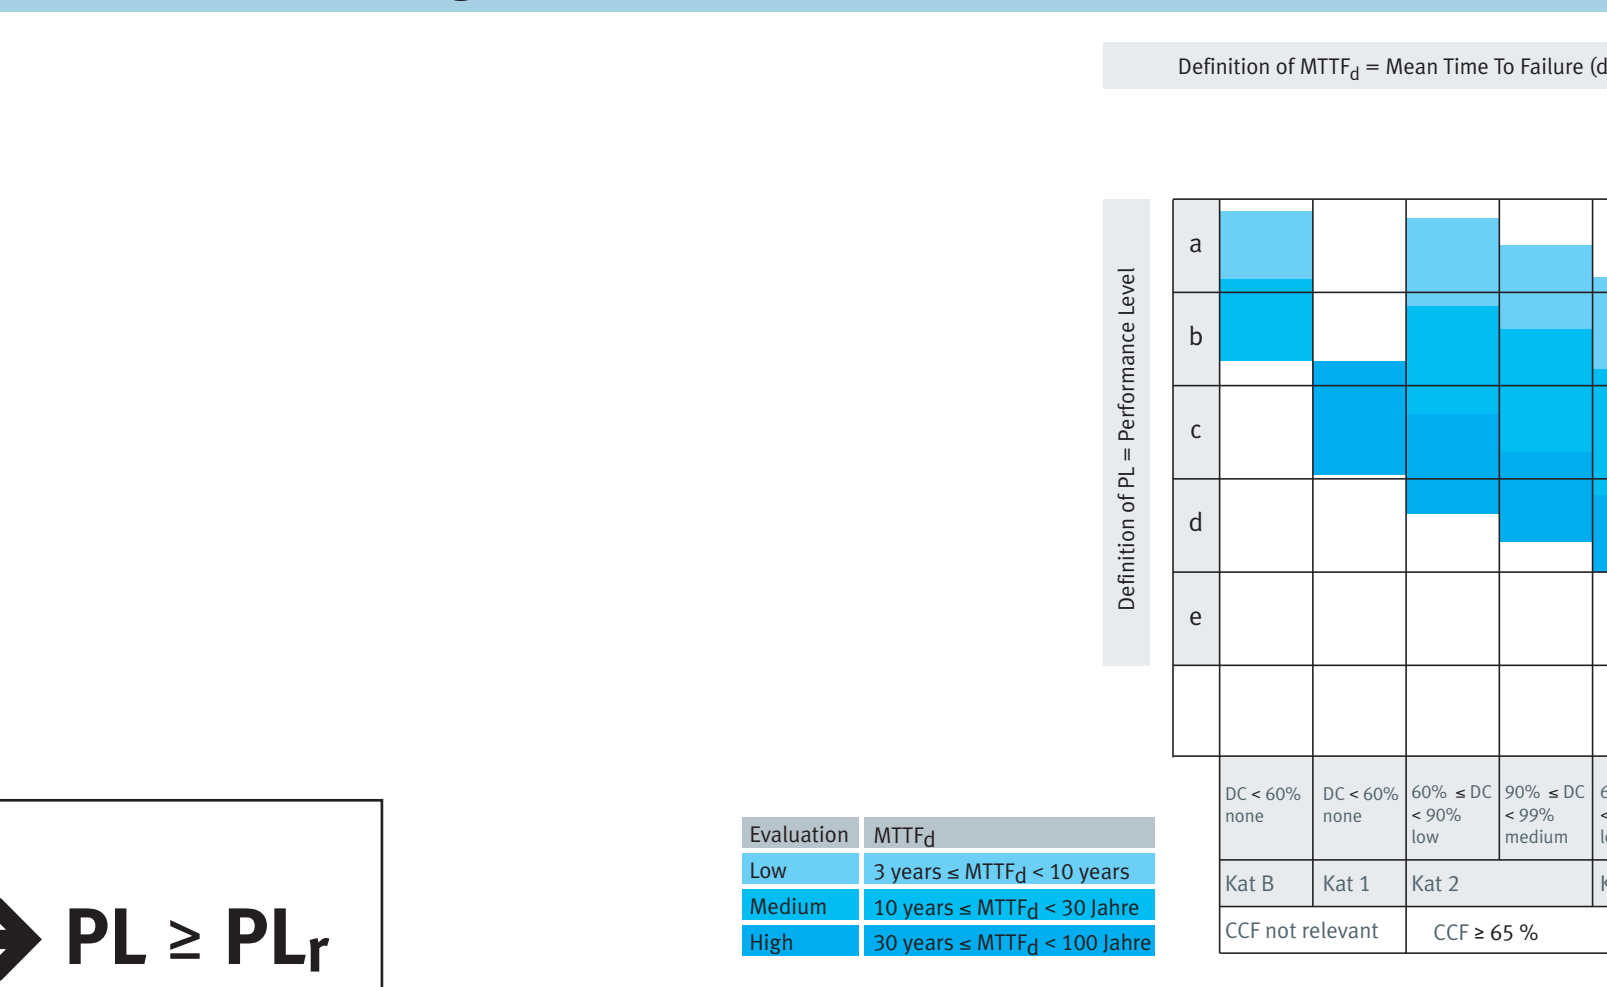 Definition of MTTFd = Mean Time To Failure (d
Definition of PL = Performance Level
a
b
c
d
e
DC < 60%
none
DC < 60%
none
60% ≤ DC
< 90%
low
90% ≤ DC
< 99%
medium
Kat B
Kat 1
Kat 2
CCF not relevant
CCF ≥ 65 %
Evaluation MTTFd
Low 3 years ≤ MTTFd < 10 years
Medium 10 years ≤ MTTFd < 30 Jahre
High 30 years ≤ MTTFd < 100 Jahre
PL ≥ PLr